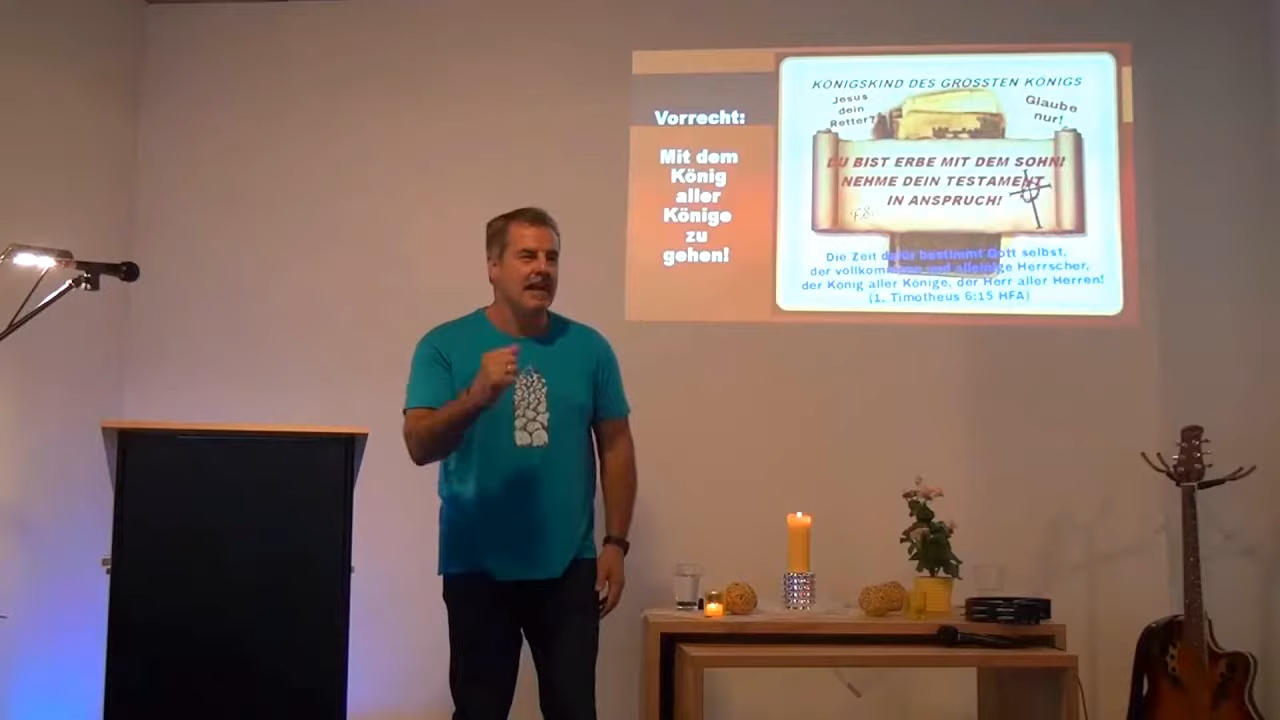 Vorrecht:
Mit dem
König
aller
Könige
zu
gehen!
KÖNIGSKIND DES GRÖSSTEN KÖNIGS
Jesus
dein
Retter?
Glaube
nur!
DU BIST ERBE MIT DEM SOHN!
NEHME DEIN TESTAMENT
IN ANSPRUCH!
Die Zeit dafür bestimmt Gott selbst,
der vollkommene und alleinige Herrscher,
der König aller Könige, der Herr aller Herren!
(1. Timotheus 6:15 HFA)